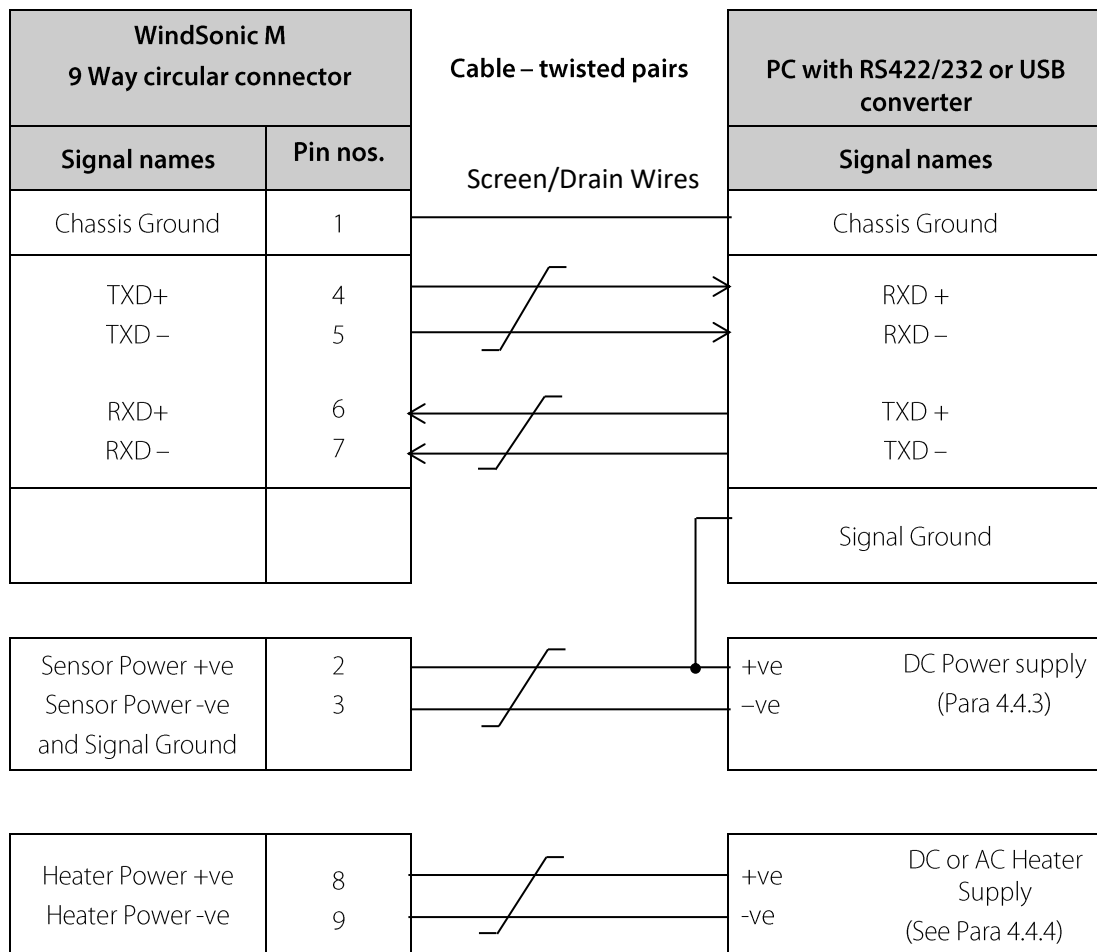 WindSonic M
9 Way circular connector
Cable – twisted pairs
PC with RS422/232 or USB
converter
Signal names
Pin nos.
Signal names
Screen/Drain Wires
Chassis Ground
1
Chassis Ground
TXD+
4
RXD +
TXD –
5
RXD –
RXD+
6
TXD +
RXD –
7
TXD –
Signal Ground
Sensor Power +ve
2
+ve
DC Power supply
Sensor Power -ve
3
–ve
(Para 4.4.3)
and Signal Ground
Heater Power +ve
8
+ve
DC or AC Heater
Supply
Heater Power -ve
9
-ve
(See Para 4.4.4)